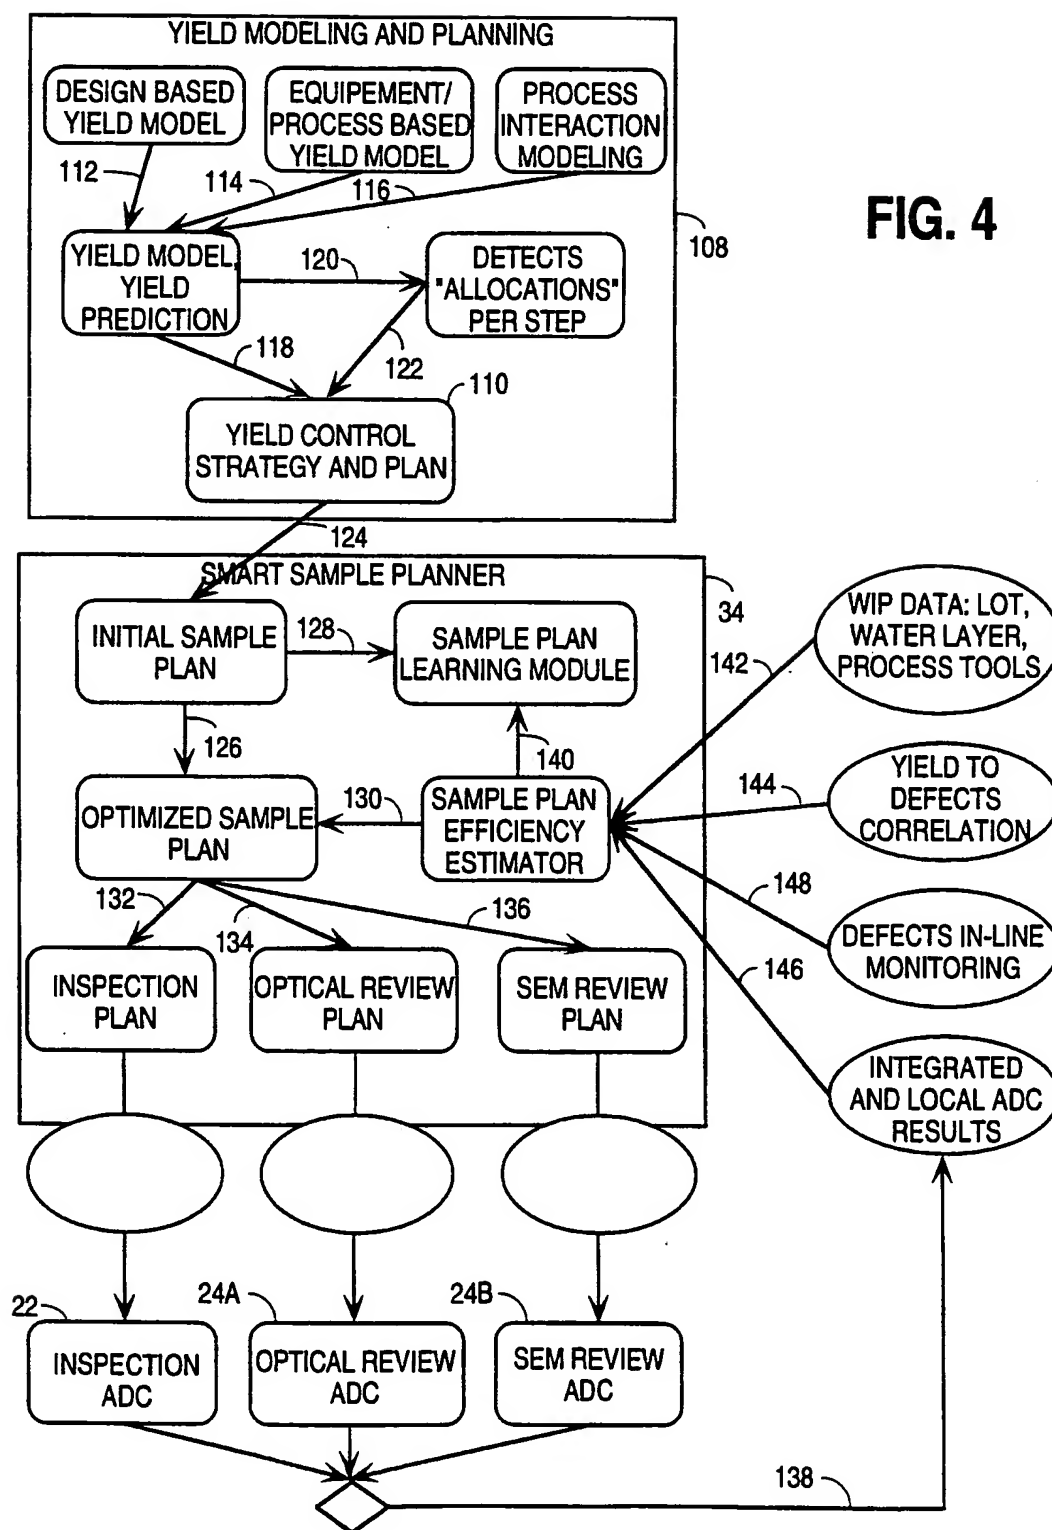 YIELD MODELING AND PLANNING
DESIGN BASED
YIELD MODEL
EQUIPEMENT/
PROCESS BASED
YIELD MODEL
PROCESS
INTERACTION
MODELING
112
114
116
FIG. 4
108
YIELD MODEL,
YIELD
PREDICTION
120
DETECTS
"ALLOCATIONS"
PER STEP
118
122
110
YIELD CONTROL
STRATEGY AND PLAN
124
SMART SAMPLE PLANNER
34
INITIAL SAMPLE
PLAN
128
SAMPLE PLAN
LEARNING MODULE
142
WIP DATA: LOT,
WATER LAYER,
PROCESS TOOLS
126
140
OPTIMIZED SAMPLE
PLAN
130
SAMPLE PLAN
EFFICIENCY
ESTIMATOR
144
YIELD TO
DEFECTS
CORRELATION
132
134
136
148
DEFECTS IN-LINE
MONITORING
146
INSPECTION
PLAN
OPTICAL REVIEW
PLAN
SEM REVIEW
PLAN
INTEGRATED
AND LOCAL ADC
RESULTS
22
24A
24B
INSPECTION
ADC
OPTICAL REVIEW
ADC
SEM REVIEW
ADC
138